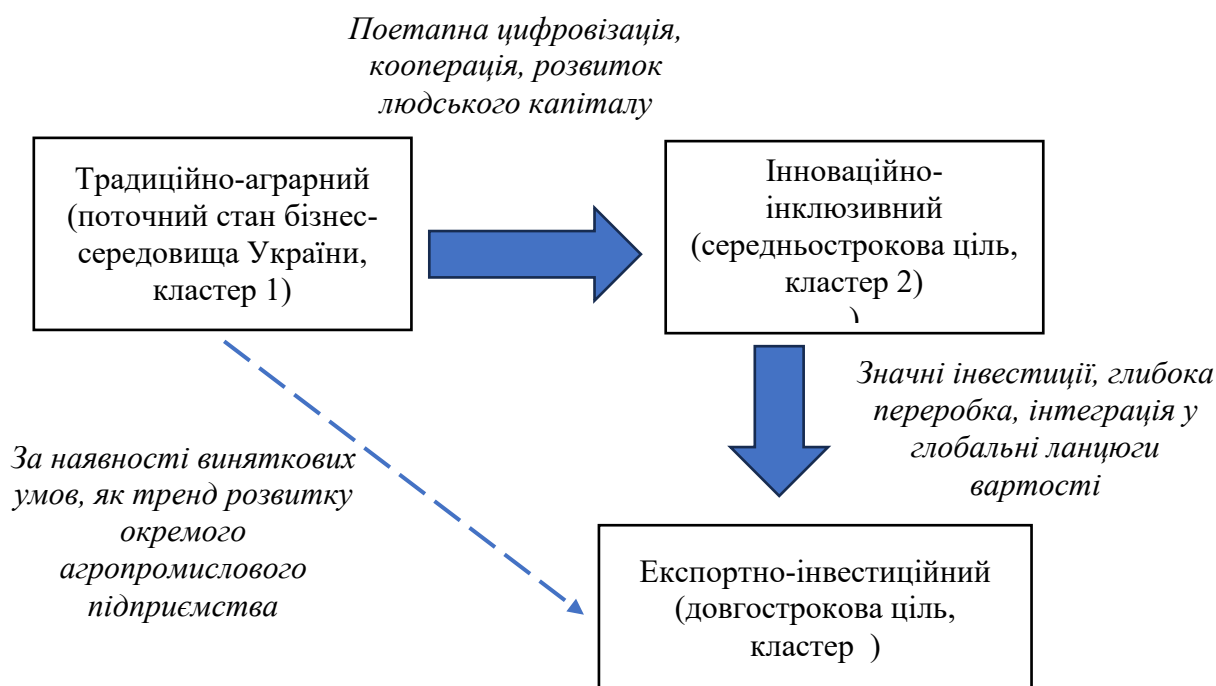 Поетапна цифровізація,
кооперація, розвиток
людського капіталу
Традиційно-аграрний
(поточний стан бізнес-
середовища України,
кластер 1)
Інноваційно-
інклюзивний
(середньострокова ціль,
кластер 2)
)
Значні інвестиції, глибока
переробка, інтеграція у
глобальні ланцюги
вартості
За наявності виняткових
умов, як тренд розвитку
окремого
агропромислового
підприємства
Експортно-інвестиційний
(довгострокова ціль,
кластер )